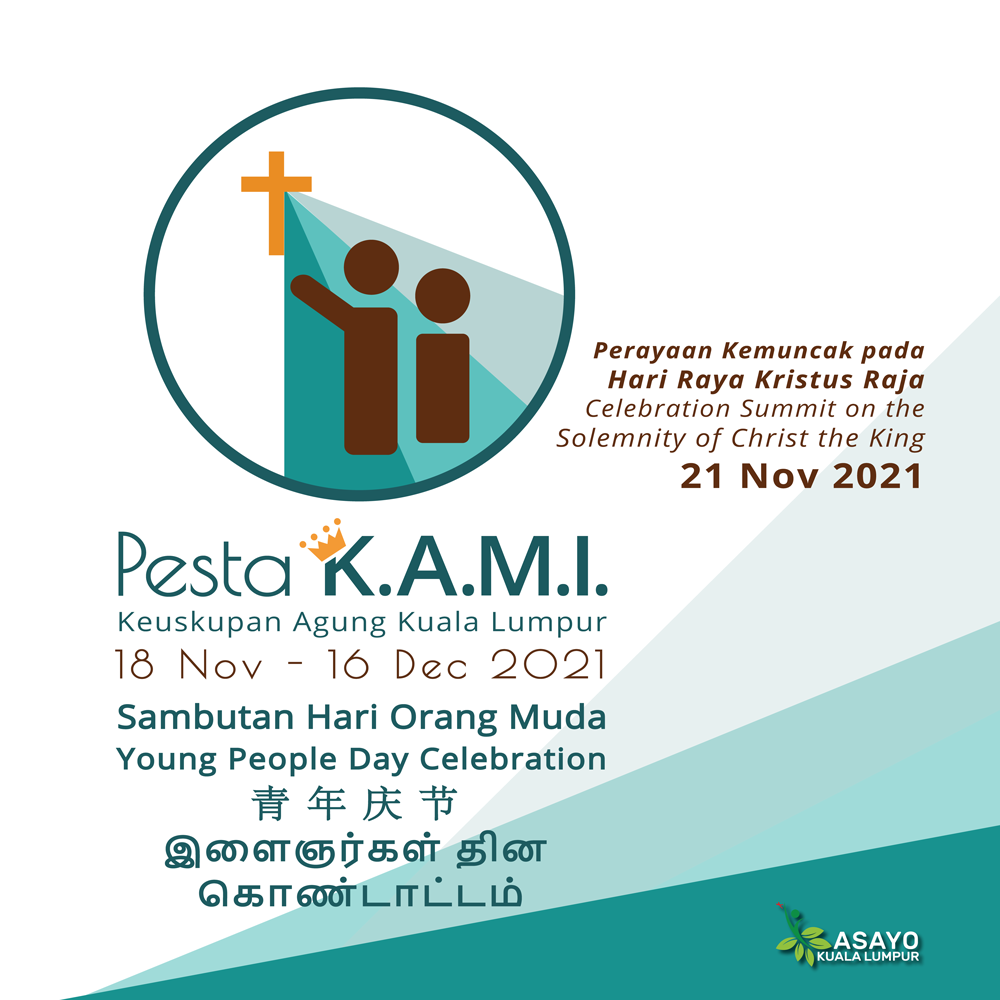 Perayaan Kemuncak pada
Hari Raya Kristus Raja
Celebration Summit on the
Solemnity of Christ the King
21 Nov 2021
Pesta K.A.M.I.
Keuskupan Agung Kuala Lumpur
18 Nov - 16 Dec 2021
Sambutan Hari Orang Muda
Young People Day Celebration
青年庆节
இளைஞர்கள் தின
கொண்டாட்டம்
ASAYO
KUALA LUMPUR